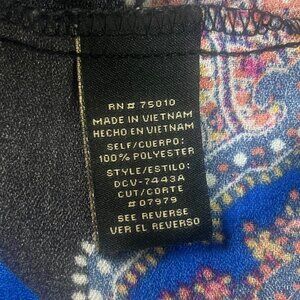 RN# 75010
MADE IN VIETNAM
HECHO EN VIETNAM
SELF/CUERPO:
100% POLYESTER
STYLE/ESTILO:
DCV-7443A
CUT/CORTE
# 07979
SEE REVERSE
VER EL REVERSO